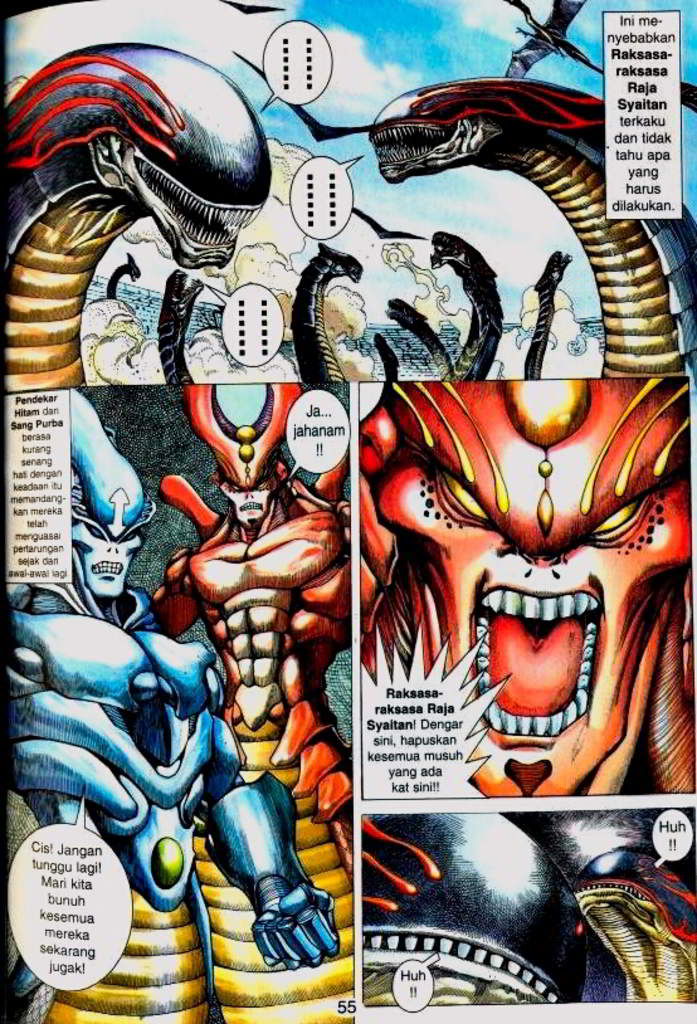 Ini me-
nyebabkan
Raksasa-
raksasa
Raja
Syaitan
terkaku
dan tidak
tahu apa
yang
harus
dilakukan.
Pendekar
Hitam dan
Sang Purba
berasa
kurang
senang
hati dengan
keadaan itu
memandang-
kan mereka
telah
menguasai
pertarungan
sejak dari
awal-awal lagi
Ja...
jahanam
!!
Cis! Jangan
tunggu lagi!
Mari kita
bunuh
kesemua
mereka
sekarang
jugak!
Raksasa-
raksasa Raja
Syaitan! Dengar
sini, hapuskan
kesemua musuh
yang ada
kat sini!!
Huh
!!
Huh
!!
55